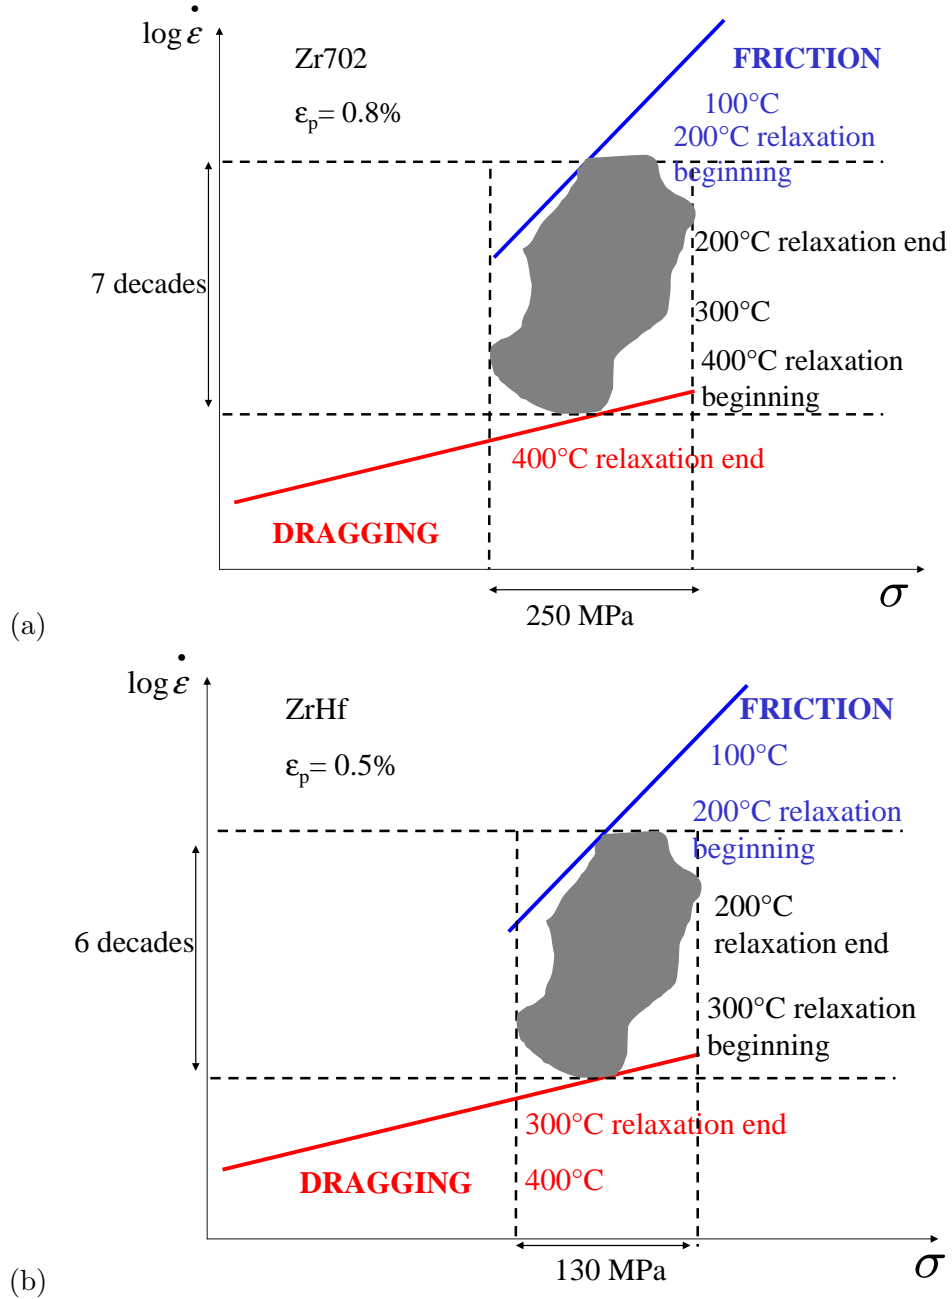 log ε̇
Zr702
εp= 0.8%
FRICTION
100°C
200°C relaxation
beginning
200°C relaxation end
7 decades
300°C
400°C relaxation
beginning
400°C relaxation end
DRAGGING
σ
250 MPa
(a)
log ε̇
ZrHf
εp= 0.5%
FRICTION
100°C
200°C relaxation
beginning
200°C
relaxation end
6 decades
300°C relaxation
beginning
300°C relaxation end
DRAGGING
400°C
σ
130 MPa
(b)